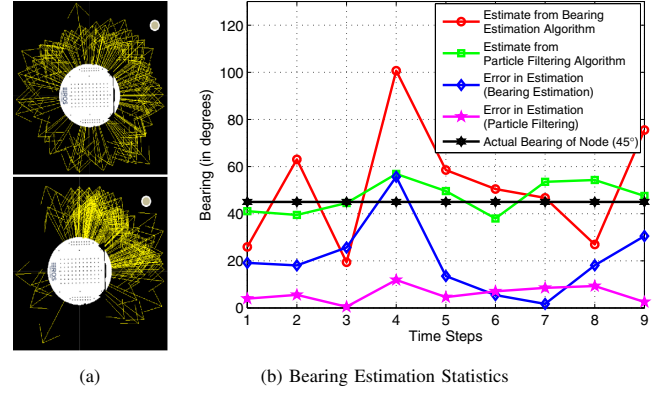 120
100
80
60
40
20
0
1 2 3 4 5 6 7 8 9
Bearing (in degrees)
Time Steps
Estimate from Bearing
Estimation Algorithm
Estimate from
Particle Filtering Algorithm
Error in Estimation
(Bearing Estimation)
Error in Estimation
(Particle Filtering)
Actual Bearing of Node (45°)
(a)
(b) Bearing Estimation Statistics